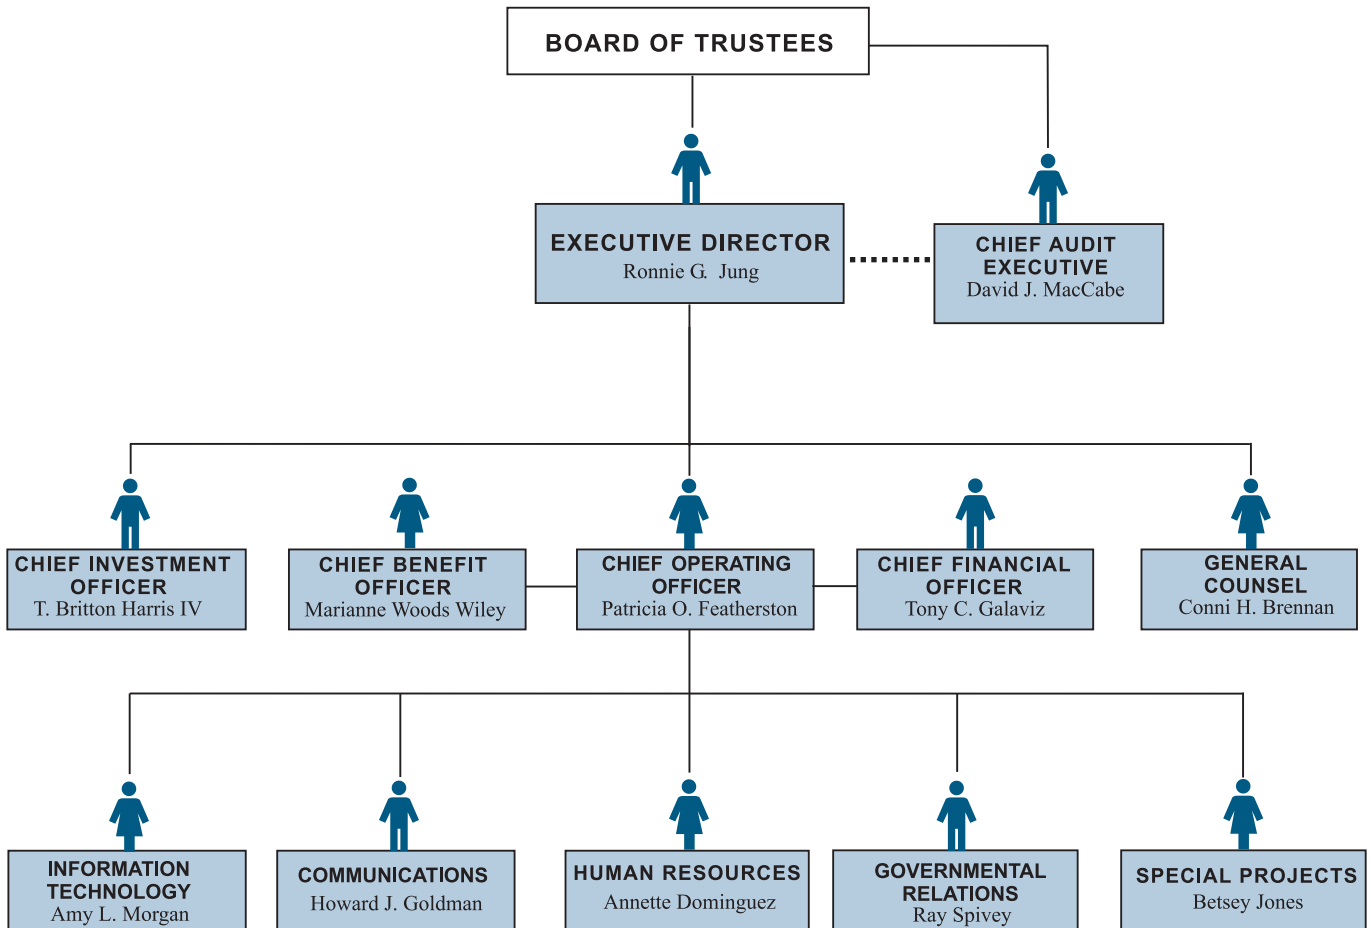 BOARD OF TRUSTEES
EXECUTIVE DIRECTOR
Ronnie G. Jung
CHIEF AUDIT
EXECUTIVE
David J. MacCabe
CHIEF INVESTMENT
OFFICER
T. Britton Harris IV
CHIEF BENEFIT
OFFICER
Marianne Woods Wiley
CHIEF OPERATING
OFFICER
Patricia O. Featherston
CHIEF FINANCIAL
OFFICER
Tony C. Galaviz
GENERAL
COUNSEL
Conni H. Brennan
INFORMATION
TECHNOLOGY
Amy L. Morgan
COMMUNICATIONS
Howard J. Goldman
HUMAN RESOURCES
Annette Dominguez
GOVERNMENTAL
RELATIONS
Ray Spivey
SPECIAL PROJECTS
Betsey Jones